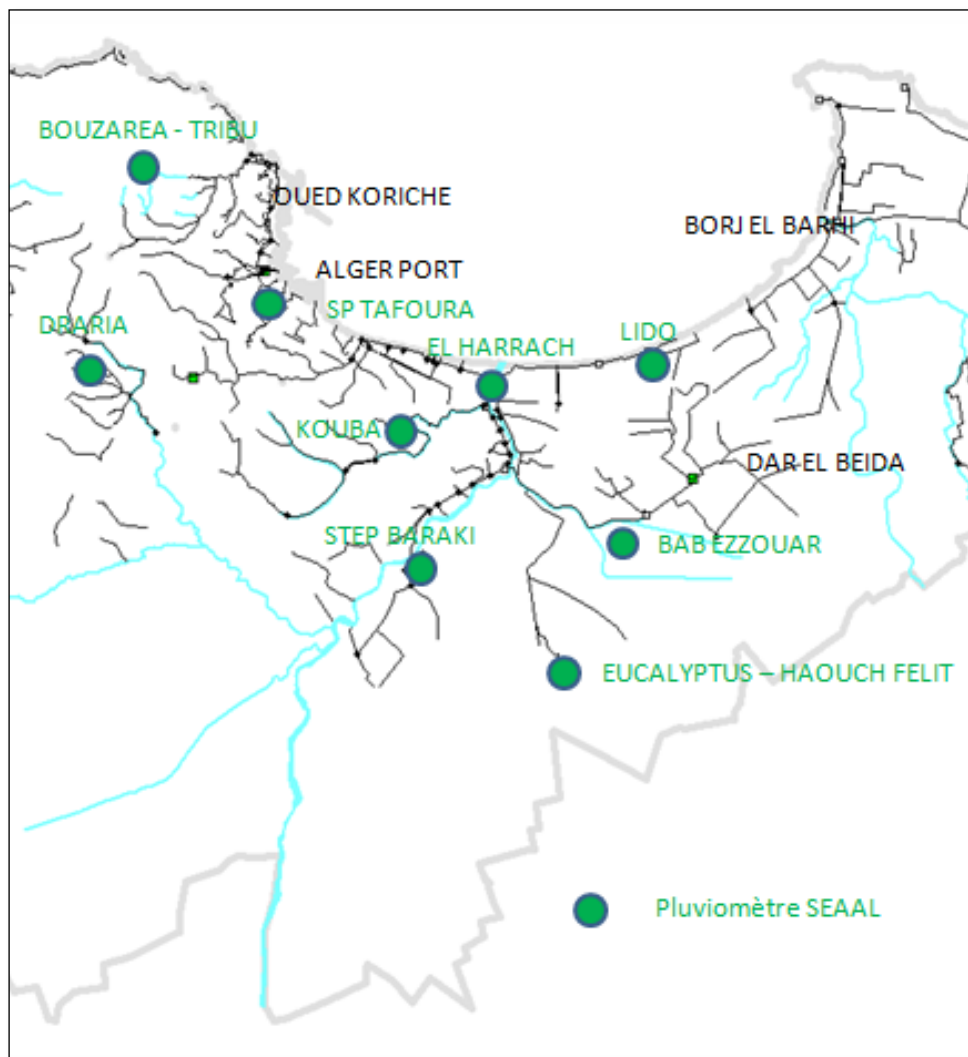 BOUZAREA - TRIBU
OUED KORICHE
BORJ EL BARHI
ALGER PORT
SP TAFOURA
DRARIA
LIDO
EL HARRACH
KOUBA
DAR EL BEIDA
STEP BARAKI
BAB EZZOUAR
EUCALYPTUS – HAOUCH FELIT
Pluviomètre SEAAL